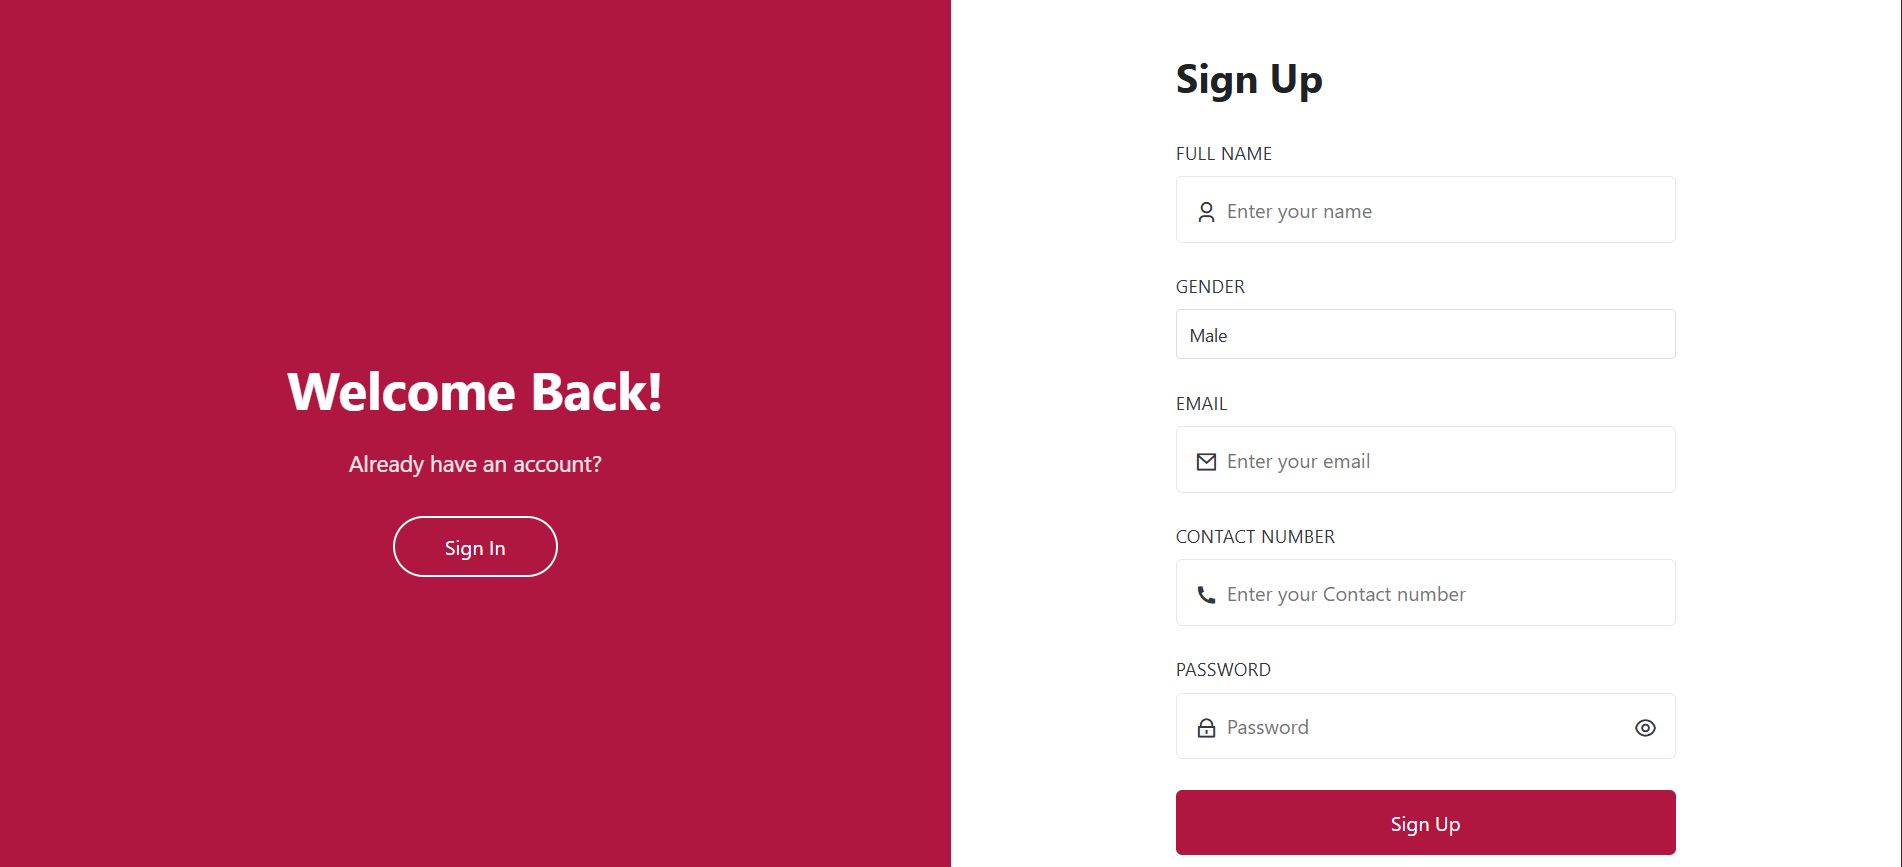 Welcome Back!
Already have an account?
Sign In
Sign Up
FULL NAME
Enter your name
GENDER
Male
EMAIL
Enter your email
CONTACT NUMBER
Enter your Contact number
PASSWORD
Password
Sign Up